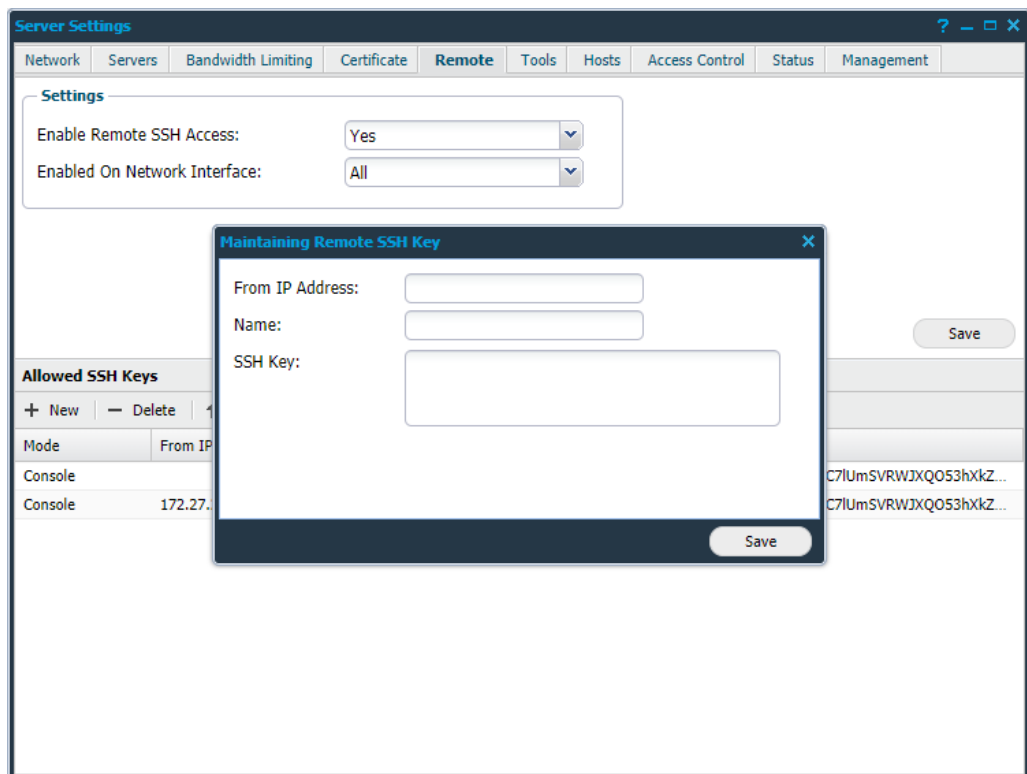 Server Settings ?
Network Servers Bandwidth Limiting Certificate Remote Tools Hosts Access Control Status Management
Settings
Enable Remote SSH Access: Yes
Enabled On Network Interface: All
Maintaining Remote SSH Key
From IP Address:
Name:
SSH Key:
Save
Save
Allowed SSH Keys
+ New − Delete
Mode From IP
Console C7lUmSVRWJXQO53hXkZ...
Console 172.27. C7lUmSVRWJXQO53hXkZ...